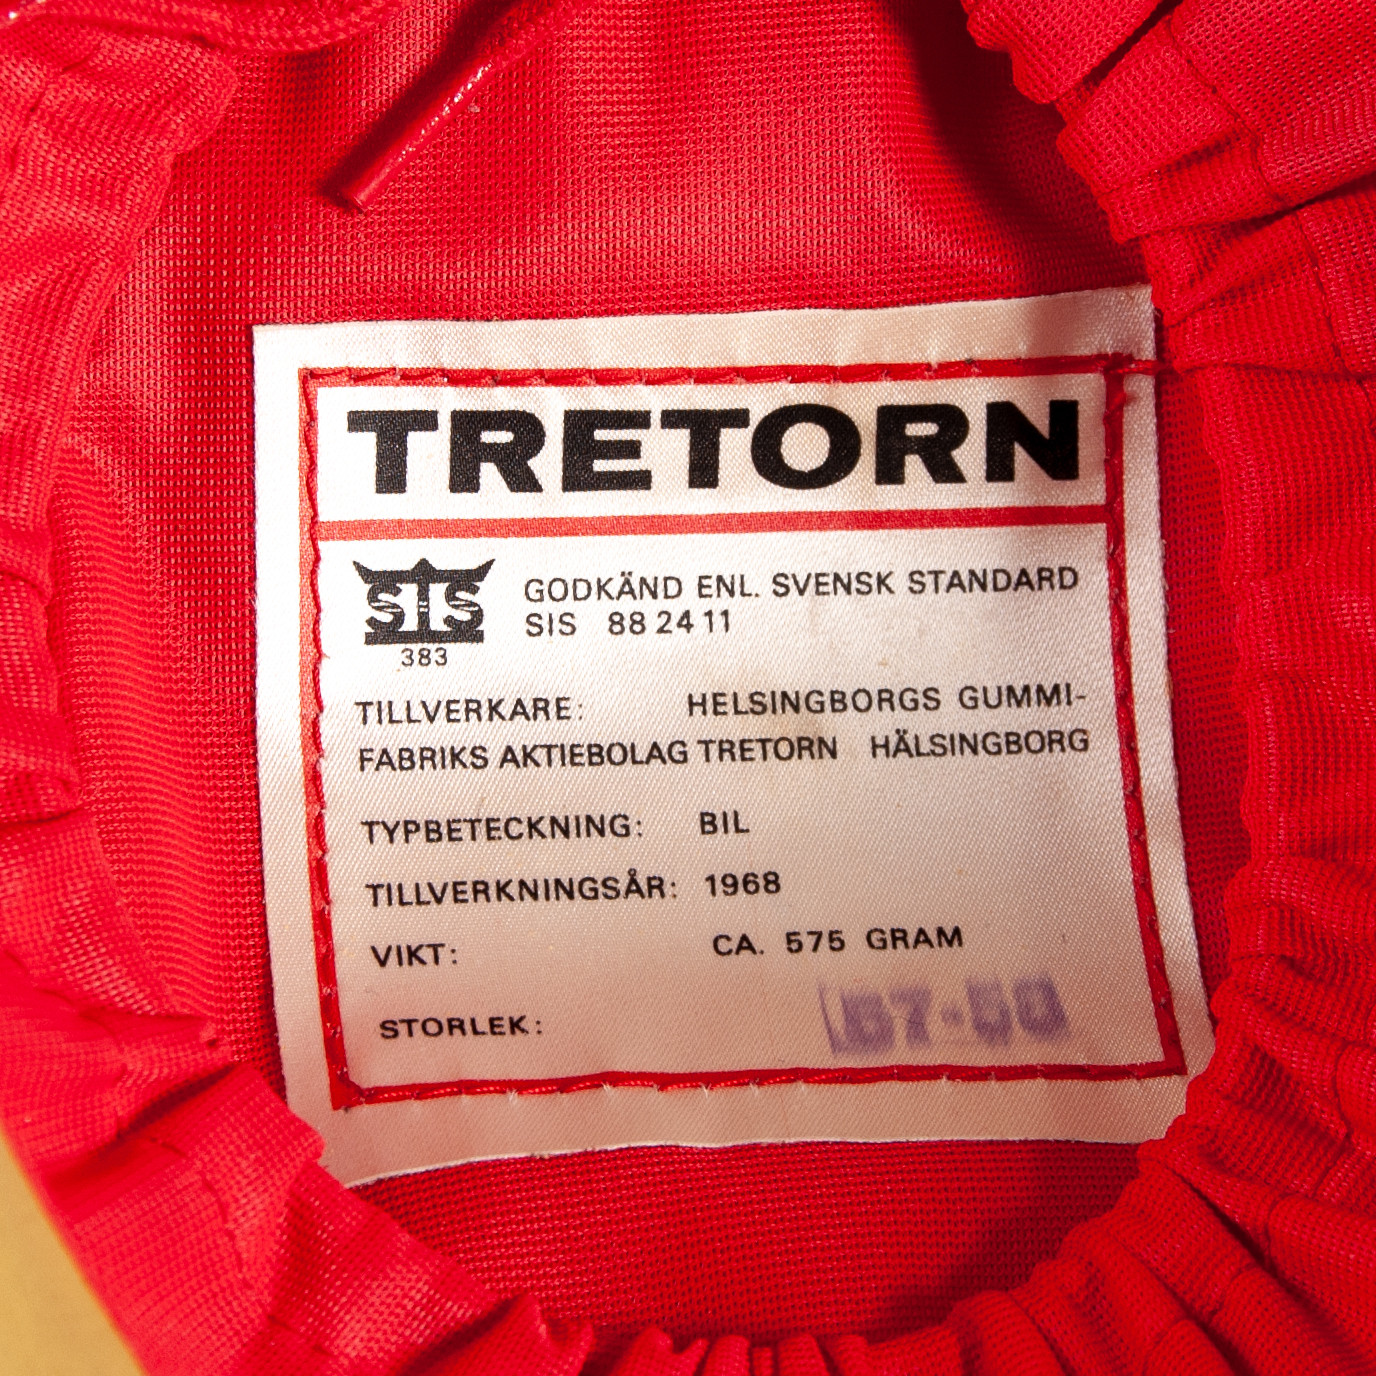 TRETORN
SIS
383
GODKÄND ENL. SVENSK STANDARD
SIS 88 24 11
TILLVERKARE: HELSINGBORGS GUMMI-
FABRIKS AKTIEBOLAG TRETORN HÄLSINGBORG
TYPBETECKNING: BIL
TILLVERKNINGSÅR: 1968
VIKT: CA. 575 GRAM
STORLEK: